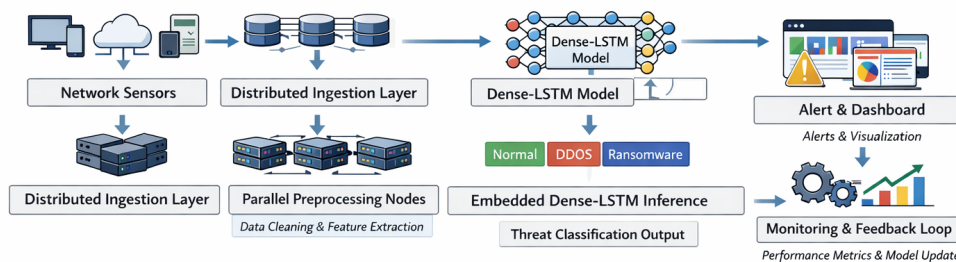 Network Sensors
Distributed Ingestion Layer
Distributed Ingestion Layer
Parallel Preprocessing Nodes
Data Cleaning & Feature Extraction
Dense-LSTM
Model
Dense-LSTM Model
Normal
DDOS
Ransomware
Embedded Dense-LSTM Inference
Threat Classification Output
Alert & Dashboard
Alerts & Visualization
Monitoring & Feedback Loop
Performance Metrics & Model Update